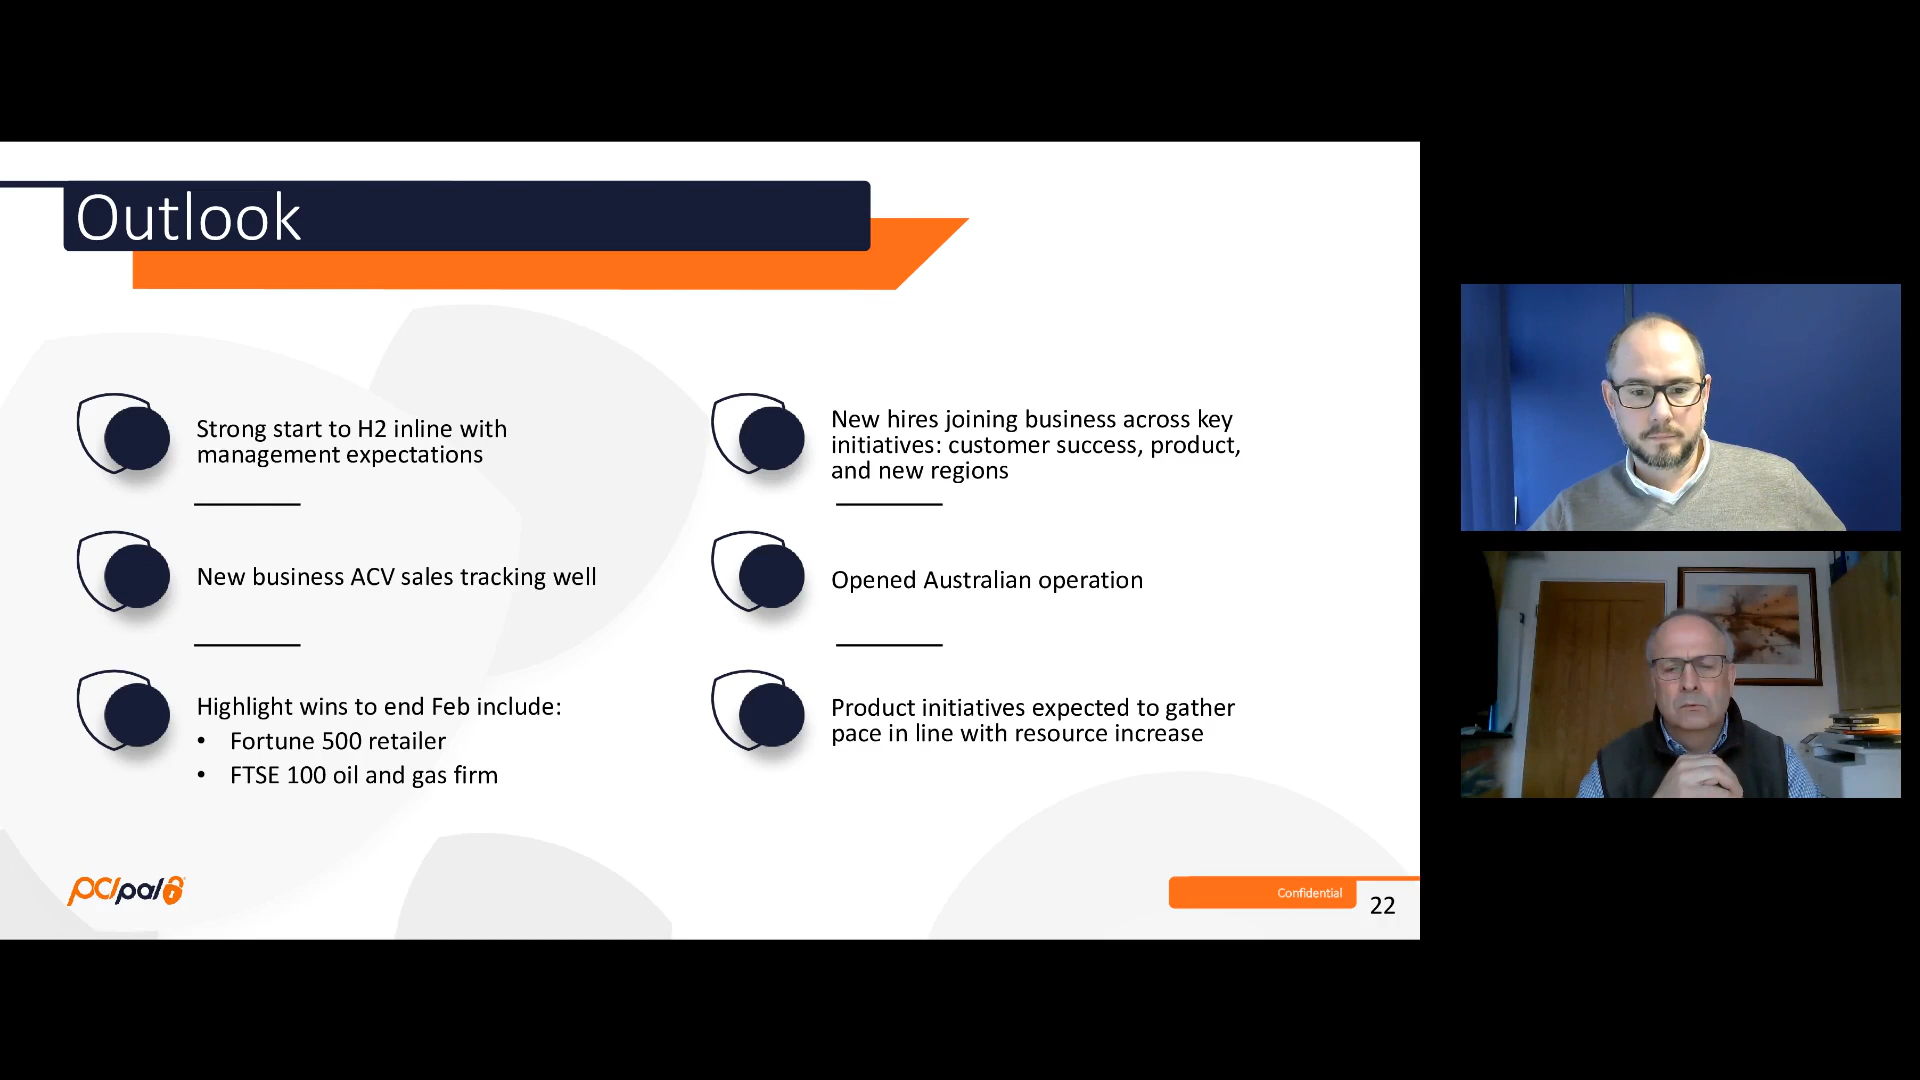 Outlook
Strong start to H2 inline with
management expectations
New business ACV sales tracking well
Highlight wins to end Feb include:
• Fortune 500 retailer
• FTSE 100 oil and gas firm
New hires joining business across key
initiatives: customer success, product,
and new regions
Opened Australian operation
Product initiatives expected to gather
pace in line with resource increase
pcipal
Confidential
22